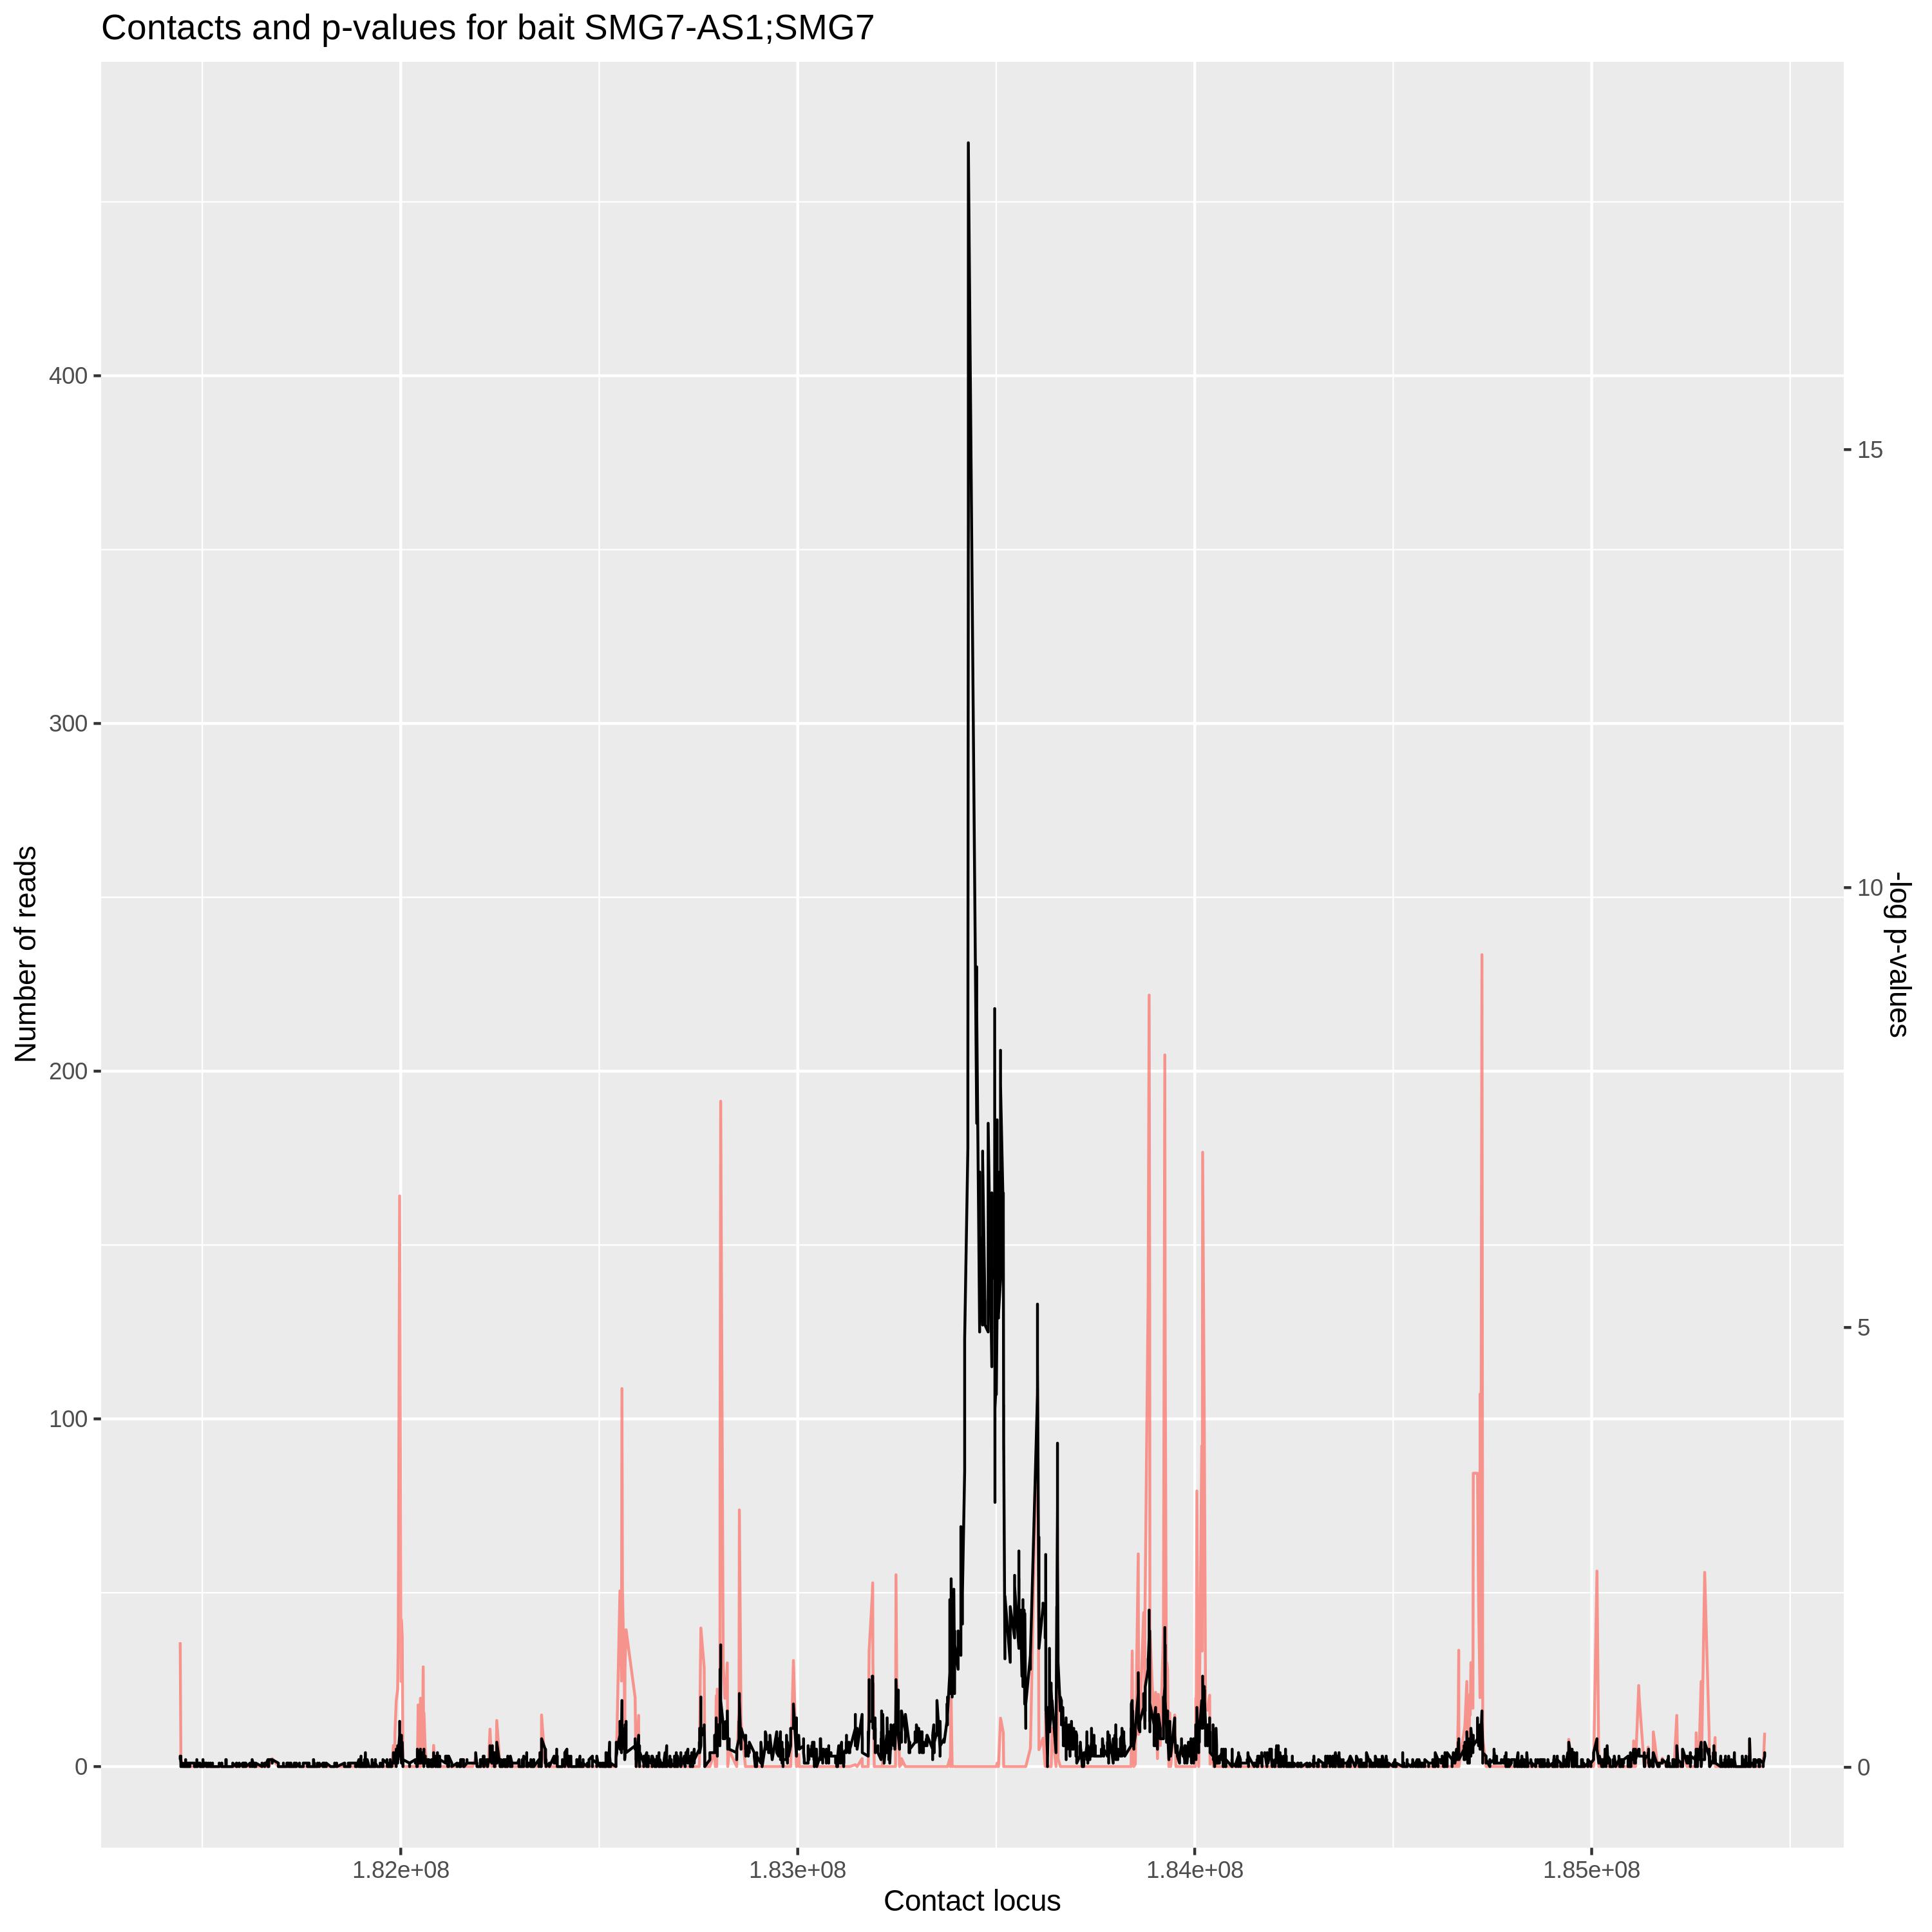 Contacts and p-values for bait SMG7-AS1;SMG7
Number of reads
400
300
200
100
0
15
10
5
0
-log p-values
1.82e+08
1.83e+08
1.84e+08
1.85e+08
Contact locus